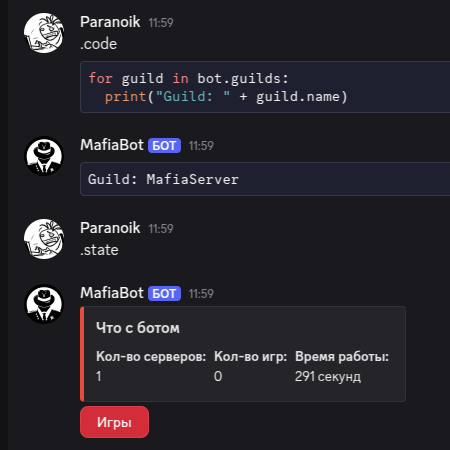 Paranoik 11:59
.code
for guild in bot.guilds:
  print("Guild: " + guild.name)
MafiaBot БОТ 11:59
Guild: MafiaServer
Paranoik 11:59
.state
MafiaBot БОТ 11:59
Что с ботом
Кол-во серверов: Кол-во игр: Время работы:
1 0 291 секунд
Игры